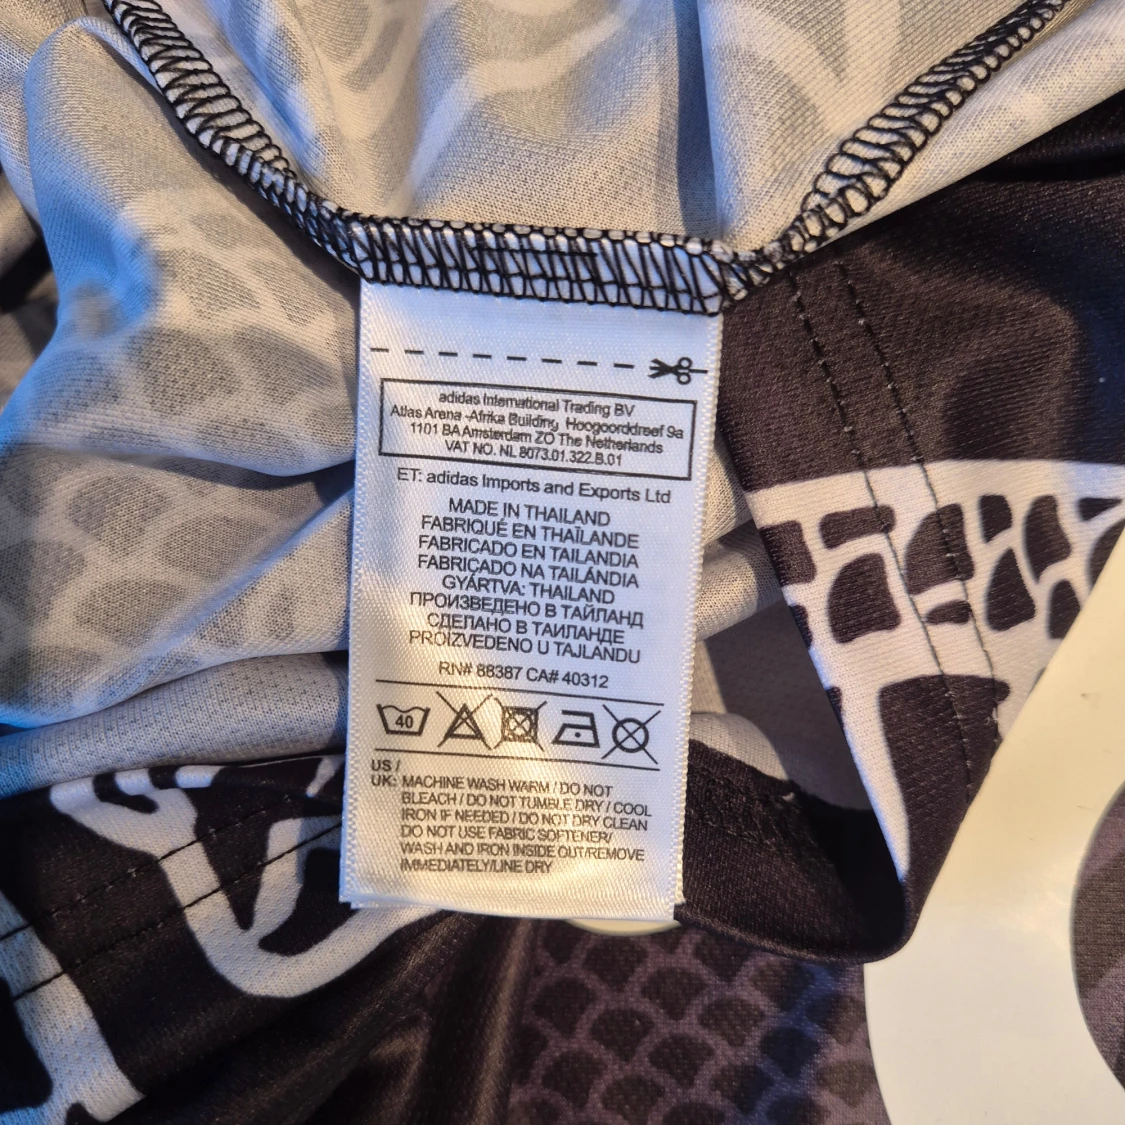 adidas International Trading BV
Atlas Arena -Afrika Building, Hoogoorddreef 9a
1101 BA Amsterdam ZO The Netherlands
VAT NO. NL 8073.01.322.B.01
ET: adidas Imports and Exports Ltd
MADE IN THAILAND
FABRIQUÉ EN THAÏLANDE
FABRICADO EN TAILANDIA
FABRICADO NA TAILÂNDIA
GYÁRTVA: THAILAND
ПРОИЗВЕДЕНО В ТАЙЛАНД
СДЕЛАНО В ТАИЛАНДЕ
PROIZVEDENO U TAJLANDU
RN# 88387 CA# 40312
40
US /
UK: MACHINE WASH WARM / DO NOT
BLEACH / DO NOT TUMBLE DRY / COOL
IRON IF NEEDED / DO NOT DRY CLEAN
DO NOT USE FABRIC SOFTENER/
WASH AND IRON INSIDE OUT/REMOVE
IMMEDIATELY/LINE DRY